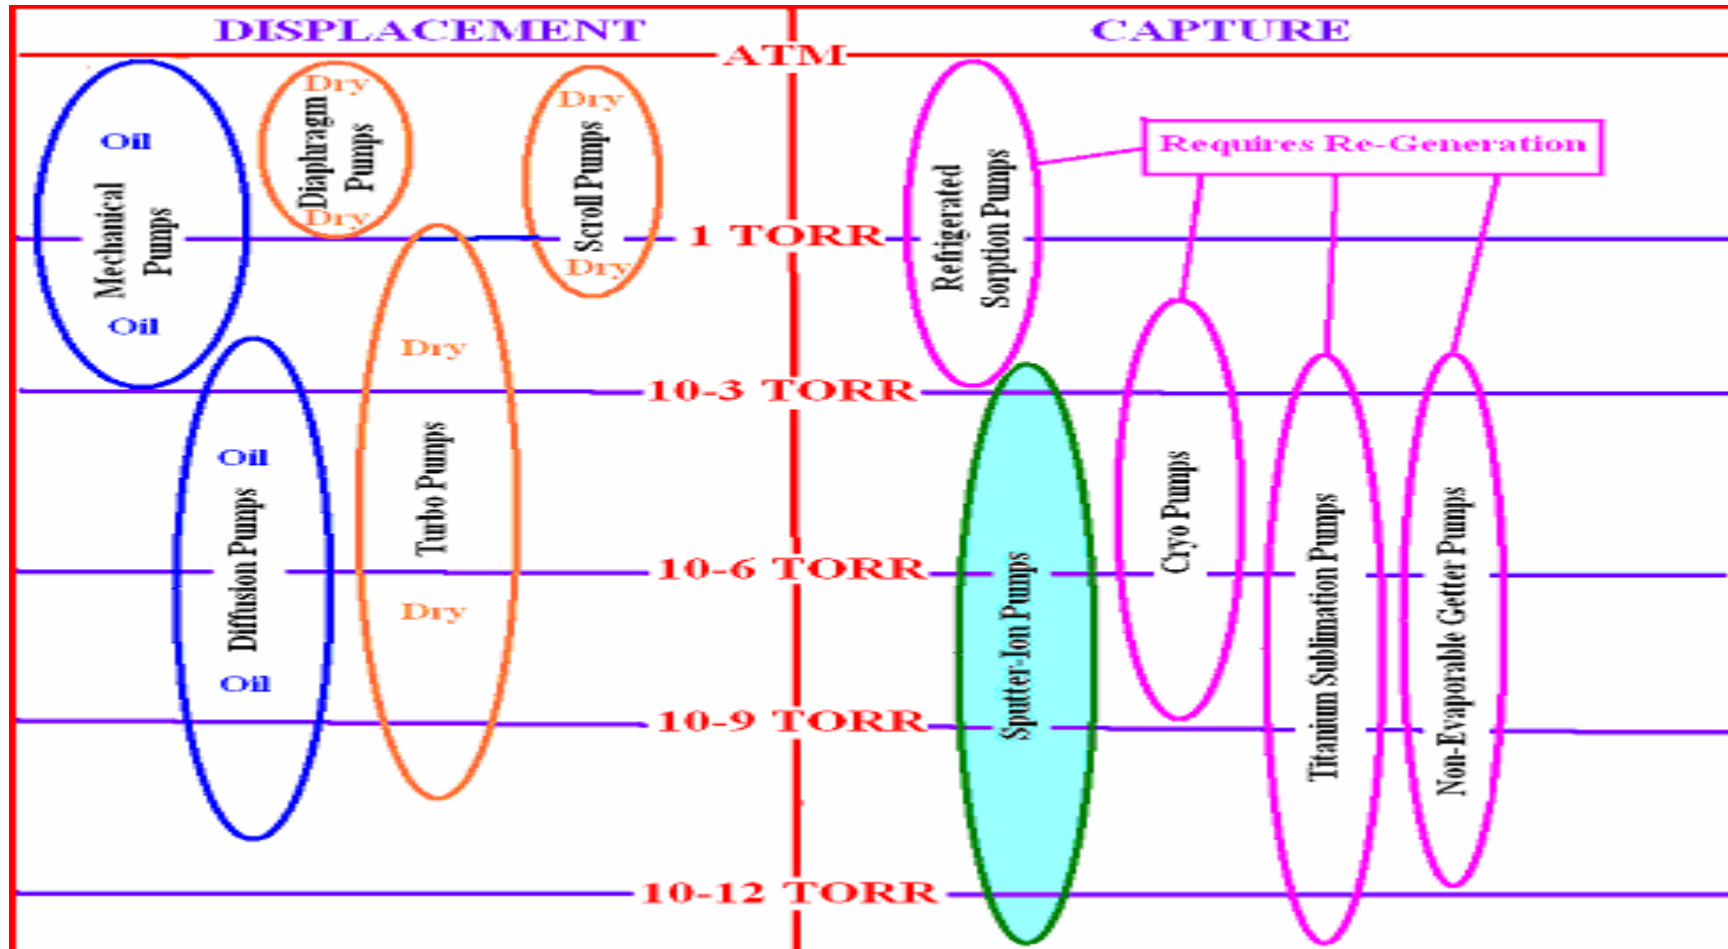 DISPLACEMENT
CAPTURE
ATM
Oil
Mechanical
Pumps
Oil
Dry
Diaphragm
Pumps
Dry
Dry
Scroll Pumps
Dry
Refrigerated
Sorption Pumps
Requires Re-Generation
1 TORR
Oil
Diffusion Pumps
Oil
Dry
Turbo Pumps
Dry
10-3 TORR
Sputter-Ion Pumps
Cryo Pumps
Titanium Sublimation Pumps
Non-Evaporable Getter Pumps
10-6 TORR
10-9 TORR
10-12 TORR